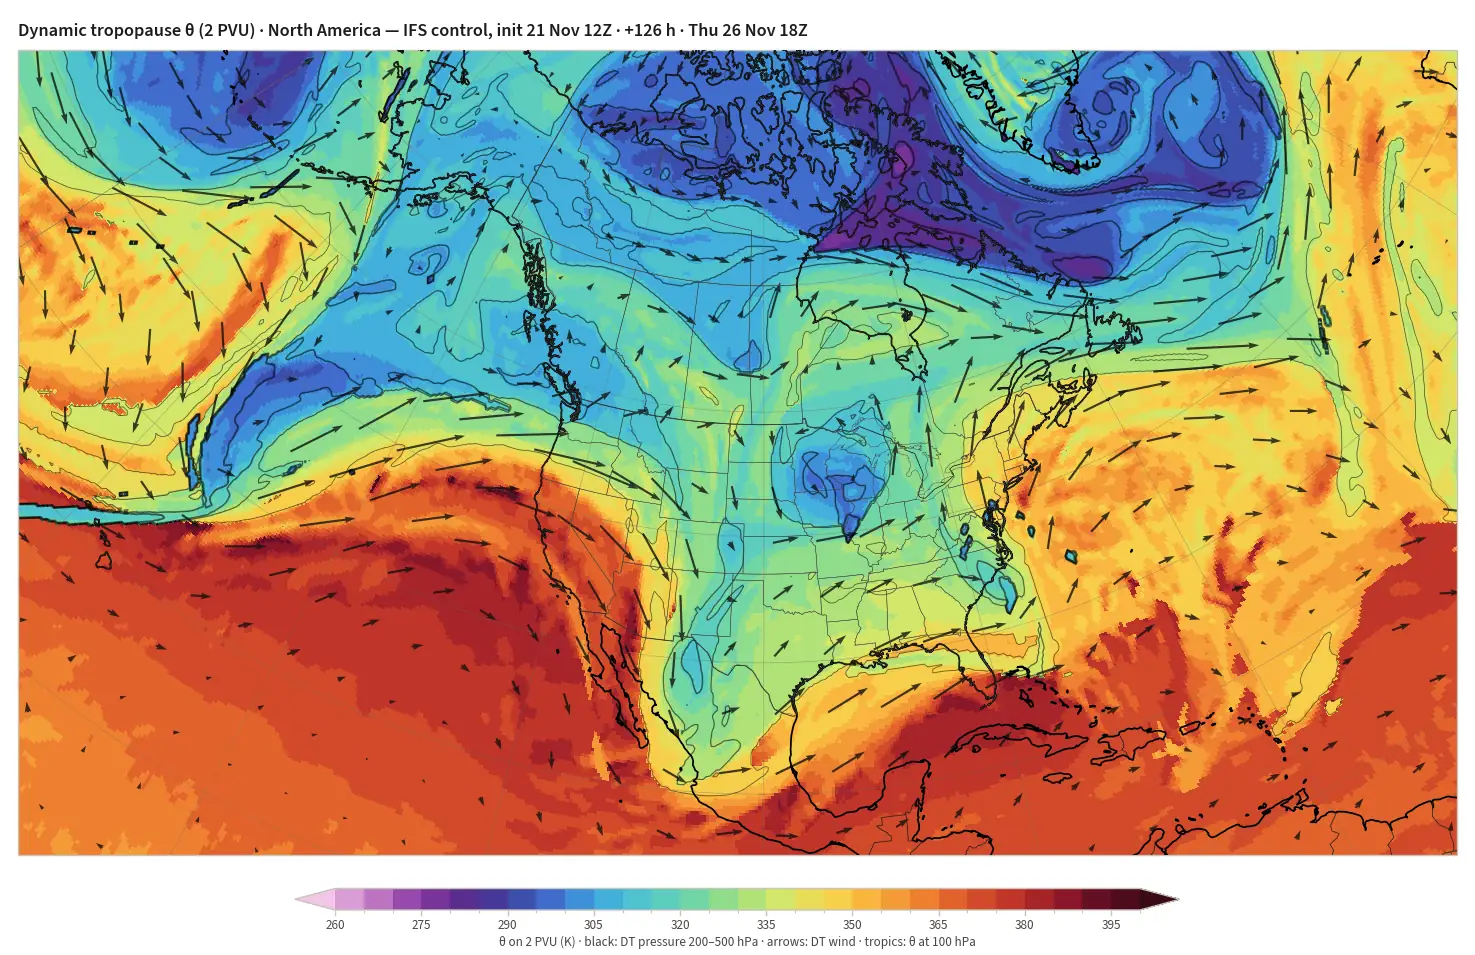 Dynamic tropopause θ (2 PVU) · North America — IFS control, init 21 Nov 12Z · +126 h · Thu 26 Nov 18Z
260 275 290 305 320 335 350 365 380 395
θ on 2 PVU (K) · black: DT pressure 200–500 hPa · arrows: DT wind · tropics: θ at 100 hPa